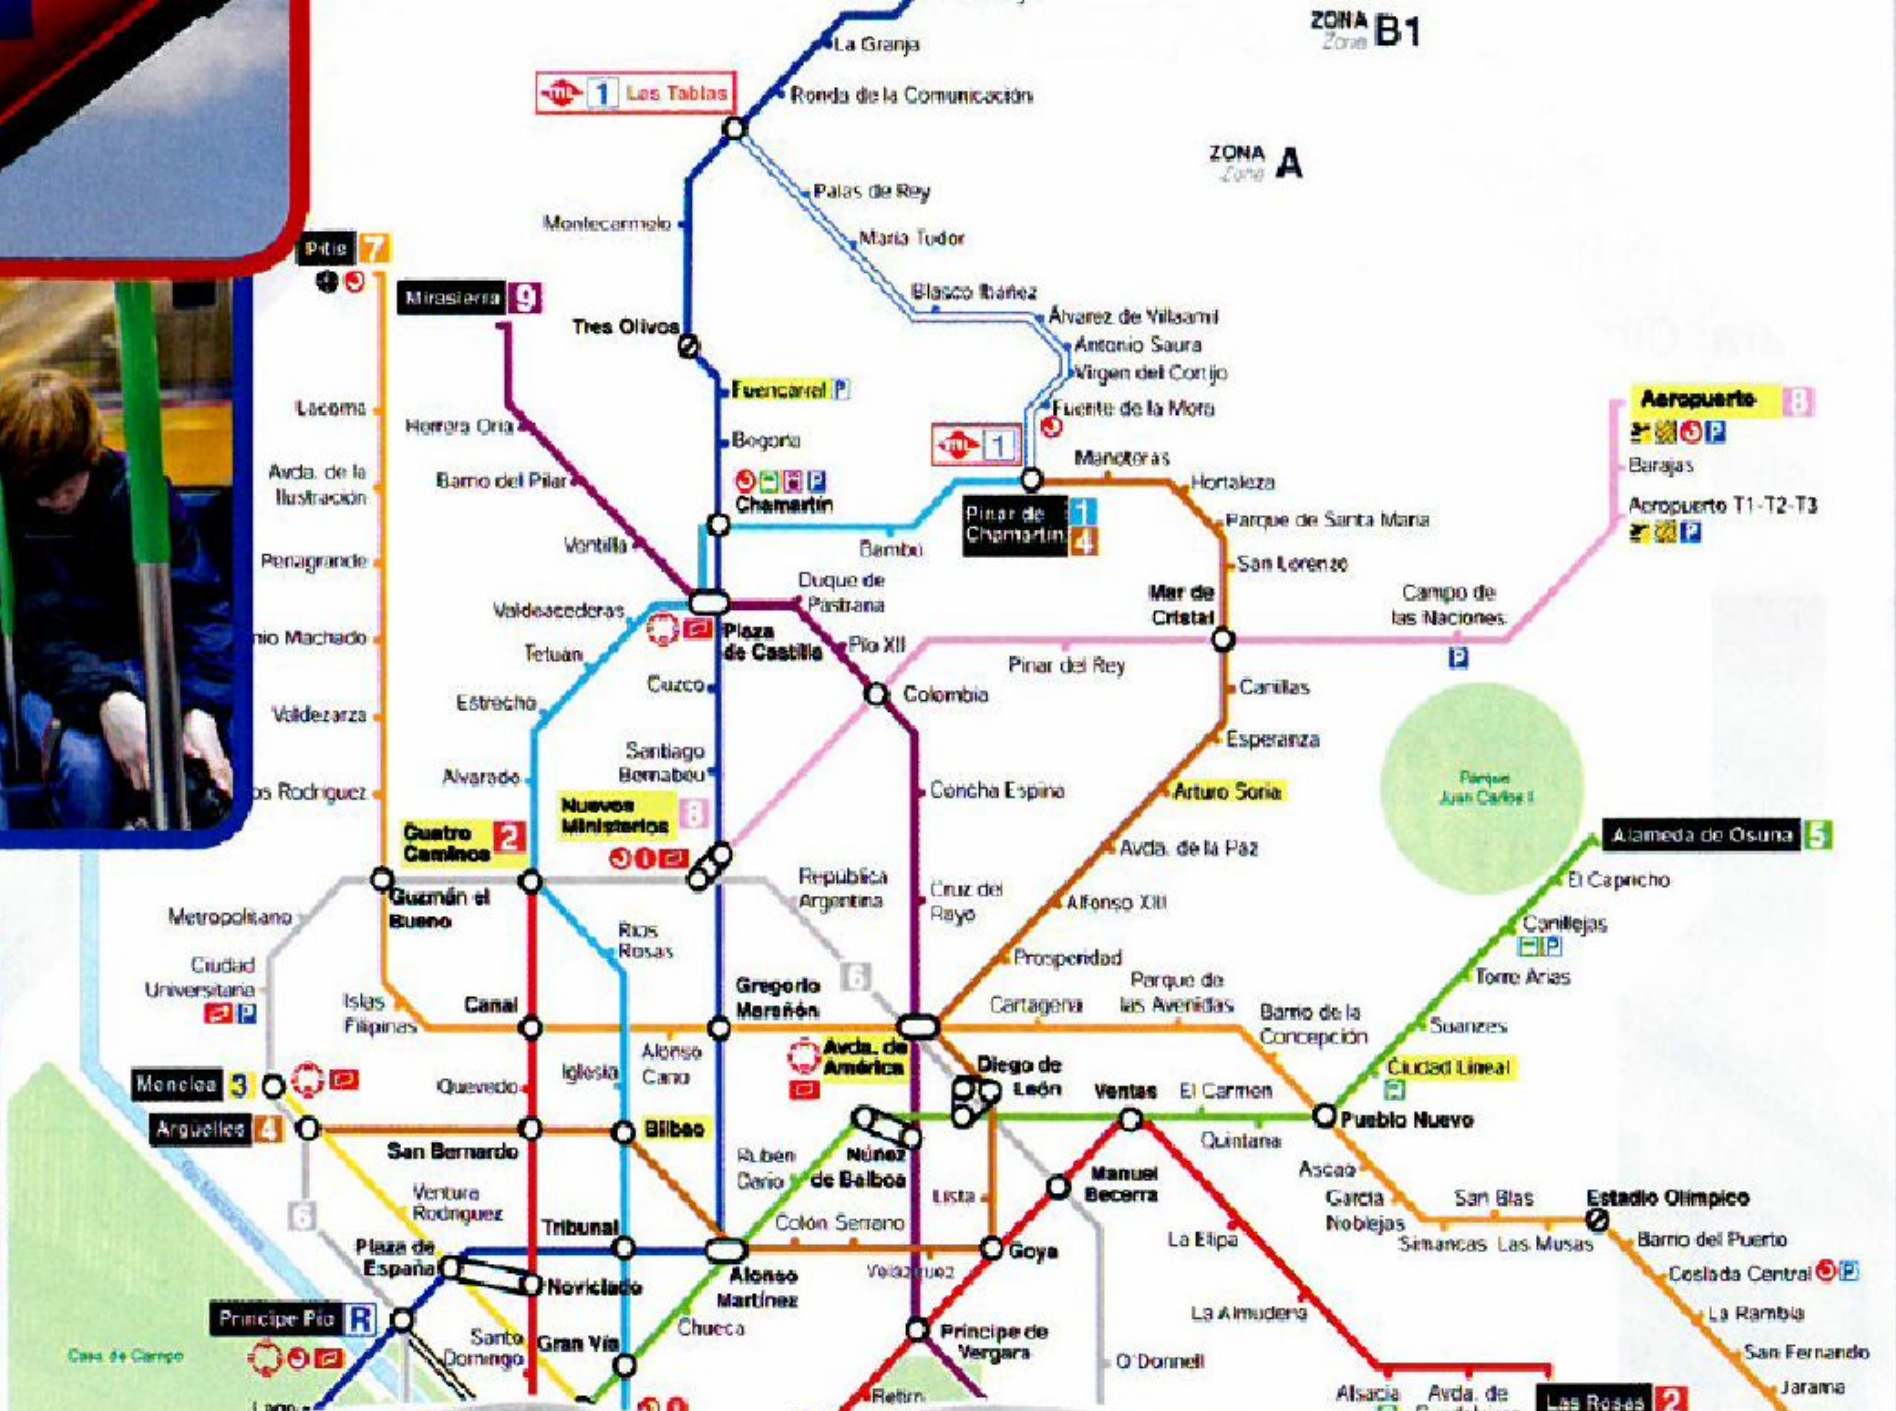 La Granja
ZONA
Zone B1
1 Las Tablas
Ronda de la Comunicación
ZONA
Zone A
Palas de Rey
Montecarmelo
María Tudor
Pitis 7
Mirasierra 9
Blasco Ibáñez
Álvarez de Villaamil
Tres Olivos
Antonio Saura
Virgen del Cortijo
Fuencarral P
Aeropuerto 8
Lacoma
Fuente de la Mora
Herrera Oria
Begoña
ml 1
P
Manoteras
Barajas
Avda. de la
Ilustración
Barrio del Pilar
P
Chamartín
Hortaleza
Aeropuerto T1-T2-T3
P
Pinar de
Chamartín 1
4
Parque de Santa María
Ventilla
Bambú
Peñagrande
San Lorenzo
Duque de
Pastrana
Mar de
Cristal
Campo de
las Naciones
P
Valdeacederas
Plaza
de Castilla
nio Machado
Tetuán
Pío XII
Pinar del Rey
Cuzco
Colombia
Canillas
Estrecho
Valdezarza
Esperanza
Santiago
Bernabéu
Alvarado
Concha Espina
Arturo Soria
Parque
Juan Carlos I
os Rodríguez
Nuevos
Ministerios 8
Cuatro
Caminos 2
Alameda de Osuna 5
Avda. de la Paz
República
Argentina
El Capricho
Guzmán el
Bueno
Cruz del
Rayo
Alfonso XIII
Metropolitano
Canillejas
P
Ríos
Rosas
Prosperidad
Ciudad
Universitaria
P
6
Torre Arias
Parque de
las Avenidas
Gregorio
Marañón
Islas
Filipinas
Canal
Cartagena
Barrio de la
Concepción
Suanzes
Alonso
Cano
Avda. de
América
Iglesia
Diego de
León
Ciudad Lineal
Moncloa 3
Quevedo
Ventas
El Carmen
Argüelles 4
Bilbao
Pueblo Nuevo
San Bernardo
Quintana
Rubén
Darío
Núñez
de Balboa
Ascao
Manuel
Becerra
Ventura
Rodríguez
Lista
García
Noblejas
San Blas
Estadio Olímpico
6
Tribunal
Colón
Serrano
La Elipa
Simancas
Las Musas
Barrio del Puerto
Plaza de
España
Goya
Velázquez
Coslada Central P
Noviciado
Alonso
Martínez
La Almudena
La Rambla
Príncipe Pío R
Chueca
Santo
Domingo
Gran Vía
Príncipe de
Vergara
San Fernando
Casa de Campo
O'Donnell
Jarama
Retiro
Alsacia
Avda. de
Las Rosas 2
Lago